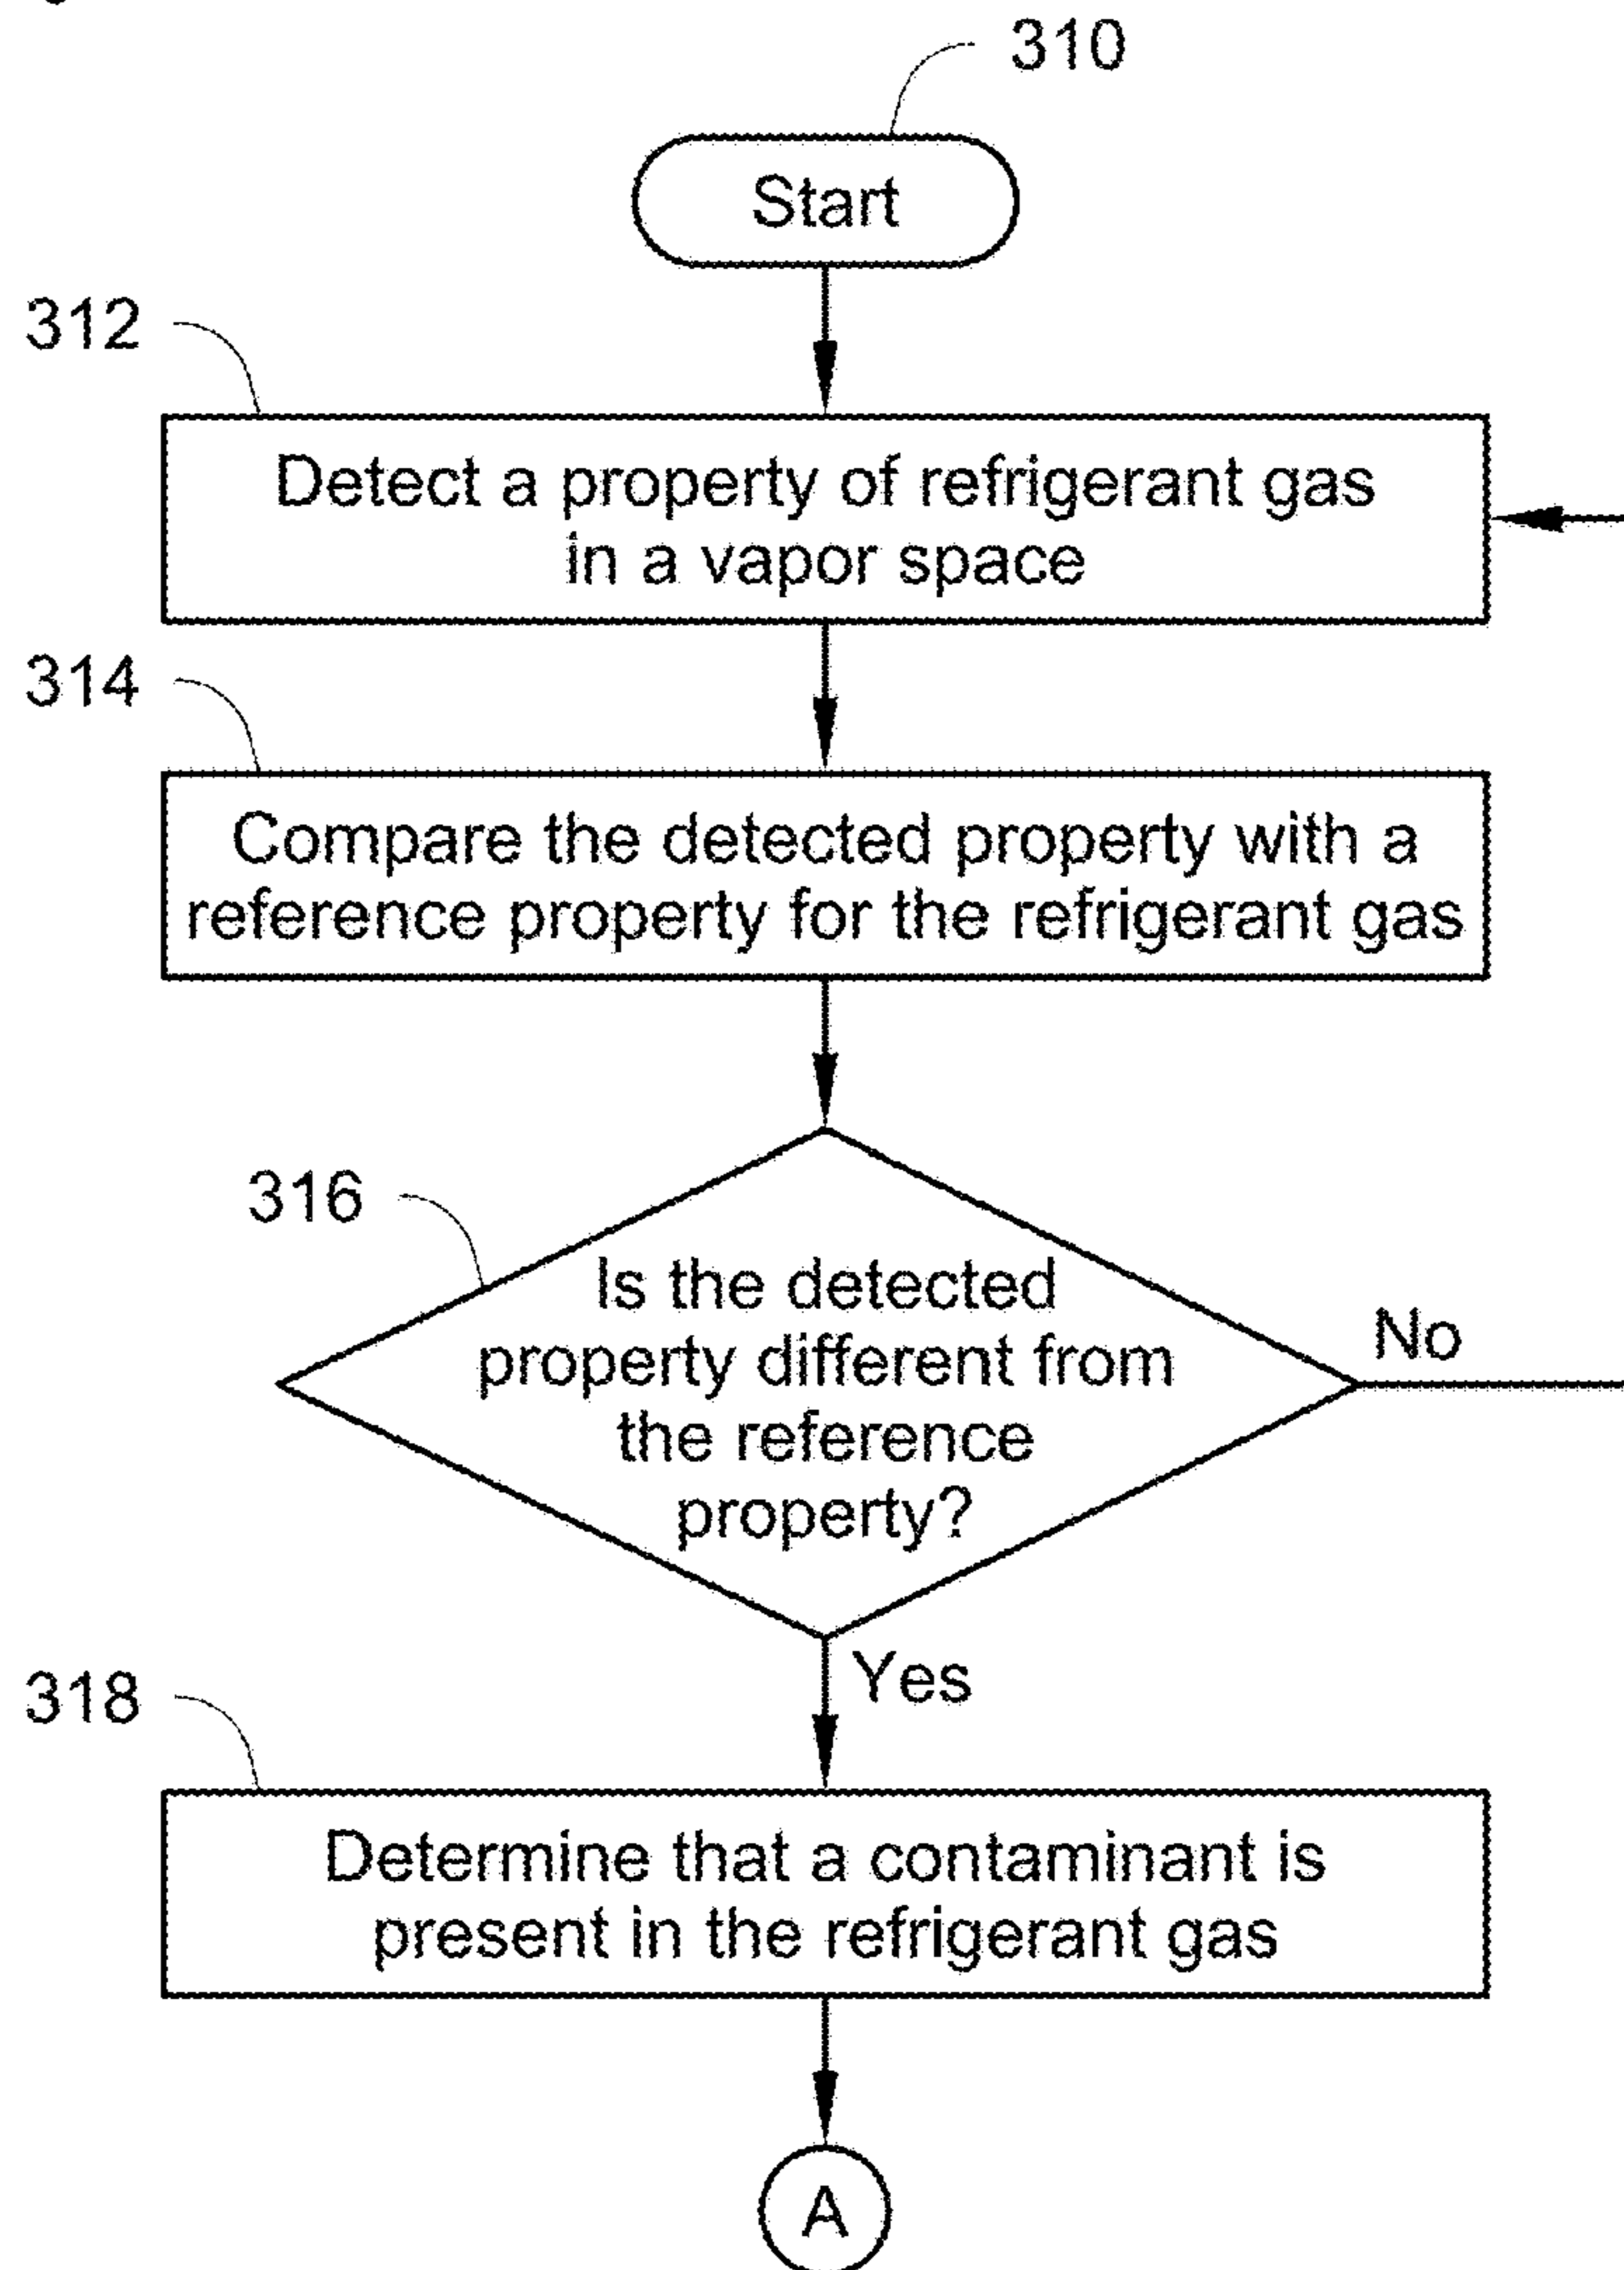 310
Start
312
Detect a property of refrigerant gas
in a vapor space
314
Compare the detected property with a
reference property for the refrigerant gas
316
Is the detected
property different from
the reference
property?
No
Yes
318
Determine that a contaminant is
present in the refrigerant gas
A